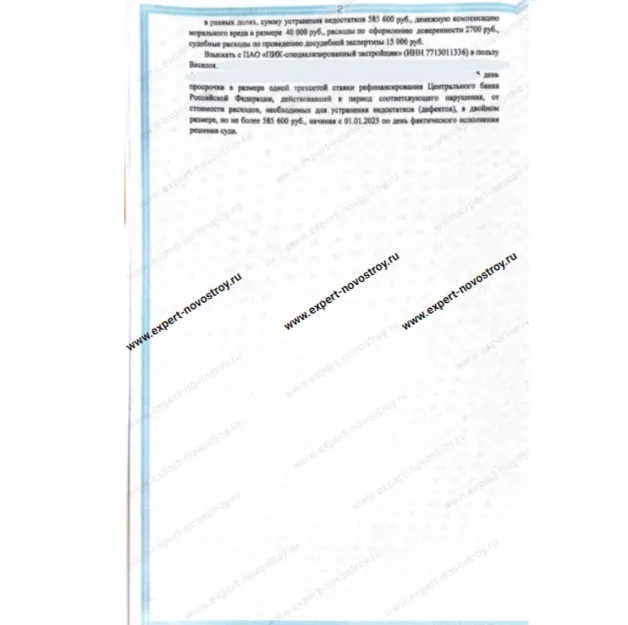 2
в равных долях, сумму устранения недостатков 585 600 руб., денежную компенсацию
морального вреда в размере 40 000 руб., расходы по оформлению доверенности 2700 руб.,
судебные расходы по проведению досудебной экспертизы 15 000 руб.
Взыскать с ПАО «ПИК-специализированный застройщик» (ИНН 7713011336) в пользу
Веселов.
день
просрочки в размере одной трехсотой ставки рефинансирования Центрального банка
Российской Федерации, действовавшей в период соответствующего нарушения, от
стоимости расходов, необходимых для устранения недостатков (дефектов), в двойном
размере, но не более 585 600 руб., начиная с 01.01.2025 по день фактического исполнения
решения суда.
www.expert-novostroy.ru
www.expert-novostroy.ru
www.expert-novostroy.ru